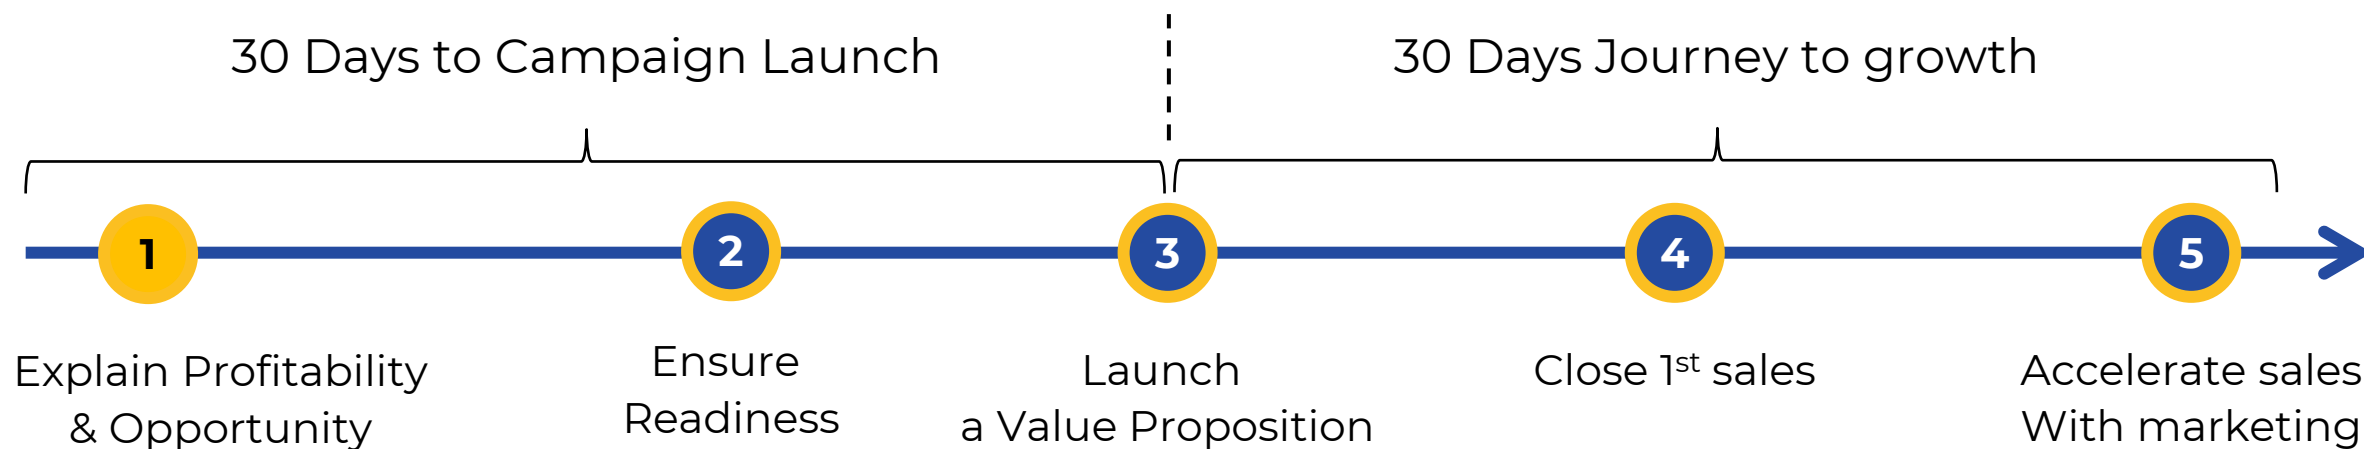 30 Days to Campaign Launch
30 Days Journey to growth
1
2
3
4
5
Explain Profitability
& Opportunity
Ensure
Readiness
Launch
a Value Proposition
Close 1st sales
Accelerate sales
With marketing